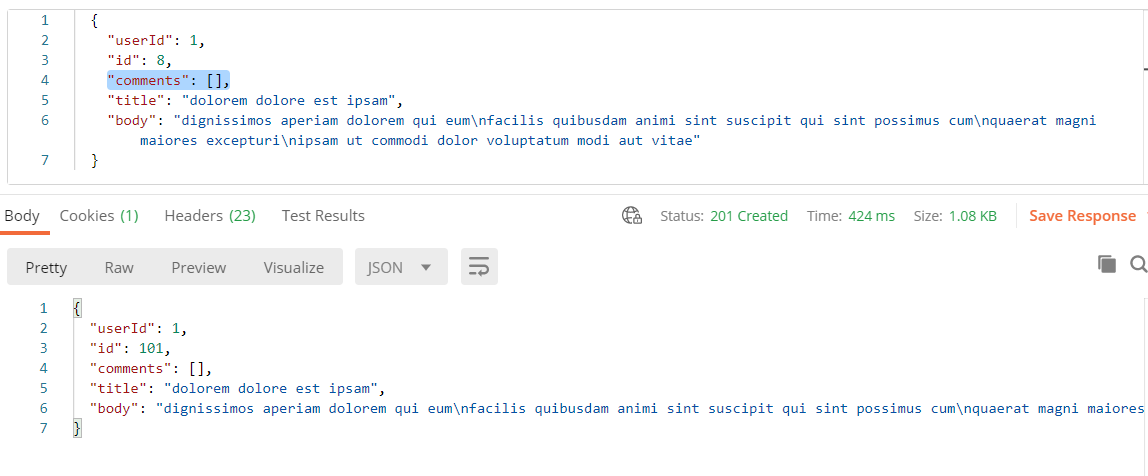 1 {
2 "userId": 1,
3 "id": 8,
4 "comments": [],
5 "title": "dolorem dolore est ipsam",
6 "body": "dignissimos aperiam dolorem qui eum\nfacilis quibusdam animi sint suscipit qui sint possimus cum\nquaerat magni
maiores excepturi\nipsam ut commodi dolor voluptatum modi aut vitae"
7 }
Body Cookies (1) Headers (23) Test Results Status: 201 Created Time: 424 ms Size: 1.08 KB Save Response
Pretty Raw Preview Visualize JSON
1 {
2 "userId": 1,
3 "id": 101,
4 "comments": [],
5 "title": "dolorem dolore est ipsam",
6 "body": "dignissimos aperiam dolorem qui eum\nfacilis quibusdam animi sint suscipit qui sint possimus cum\nquaerat magni maiores
7 }